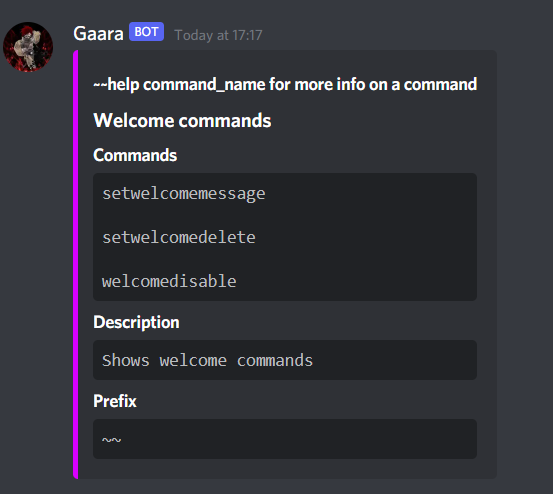 Gaara BOT Today at 17:17
~~help command_name for more info on a command
Welcome commands
Commands
setwelcomemessage
setwelcomedelete
welcomedisable
Description
Shows welcome commands
Prefix
~~